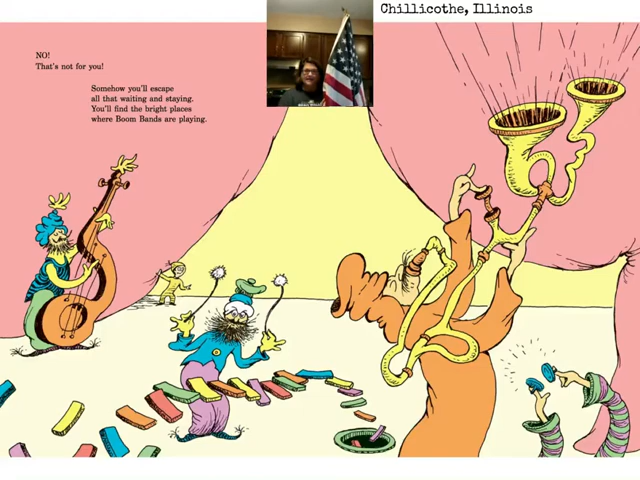 Chillicothe, Illinois
NO!
That's not for you!
Somehow you'll escape
all that waiting and staying.
You'll find the bright places
where Boom Bands are playing.